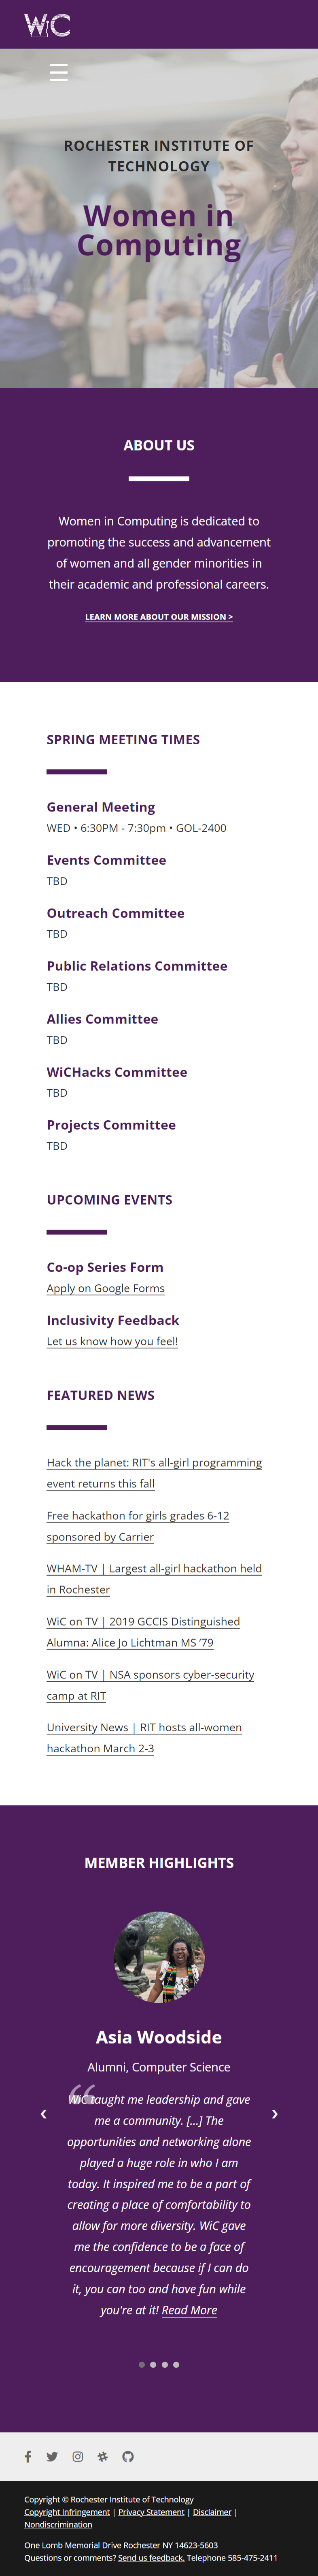 WiC
ROCHESTER INSTITUTE OF
TECHNOLOGY
Women in
Computing
ABOUT US
Women in Computing is dedicated to
promoting the success and advancement
of women and all gender minorities in
their academic and professional careers.
LEARN MORE ABOUT OUR MISSION >
SPRING MEETING TIMES
General Meeting
WED • 6:30PM - 7:30pm • GOL-2400
Events Committee
TBD
Outreach Committee
TBD
Public Relations Committee
TBD
Allies Committee
TBD
WiCHacks Committee
TBD
Projects Committee
TBD
UPCOMING EVENTS
Co-op Series Form
Apply on Google Forms
Inclusivity Feedback
Let us know how you feel!
FEATURED NEWS
Hack the planet: RIT's all-girl programming
event returns this fall
Free hackathon for girls grades 6-12
sponsored by Carrier
WHAM-TV | Largest all-girl hackathon held
in Rochester
WiC on TV | 2019 GCCIS Distinguished
Alumna: Alice Jo Lichtman MS ’79
WiC on TV | NSA sponsors cyber-security
camp at RIT
University News | RIT hosts all-women
hackathon March 2-3
MEMBER HIGHLIGHTS
Asia Woodside
Alumni, Computer Science
WiC taught me leadership and gave
me a community. [...] The
opportunities and networking alone
played a huge role in who I am
today. It inspired me to be a part of
creating a place of comfortability to
allow for more diversity. WiC gave
me the confidence to be a face of
encouragement because if I can do
it, you can too and have fun while
you're at it! Read More
Copyright © Rochester Institute of Technology
Copyright Infringement | Privacy Statement | Disclaimer |
Nondiscrimination
One Lomb Memorial Drive Rochester NY 14623-5603
Questions or comments? Send us feedback. Telephone 585-475-2411